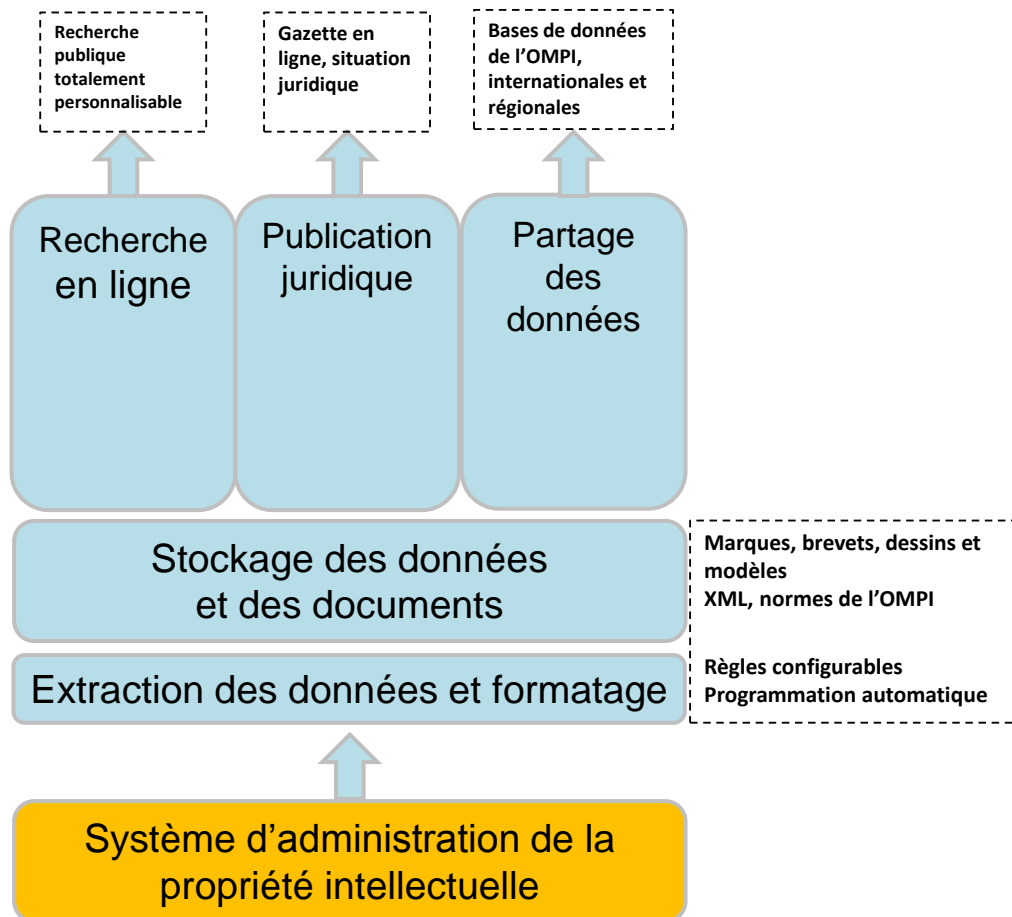 Recherche
publique
totalement
personnalisable
Gazette en
ligne, situation
juridique
Bases de données
de l’OMPI,
internationales et
régionales
Recherche
en ligne
Publication
juridique
Partage
des
données
Stockage des données
et des documents
Marques, brevets, dessins et
modèles
XML, normes de l’OMPI
Extraction des données et formatage
Règles configurables
Programmation automatique
Système d’administration de la
propriété intellectuelle